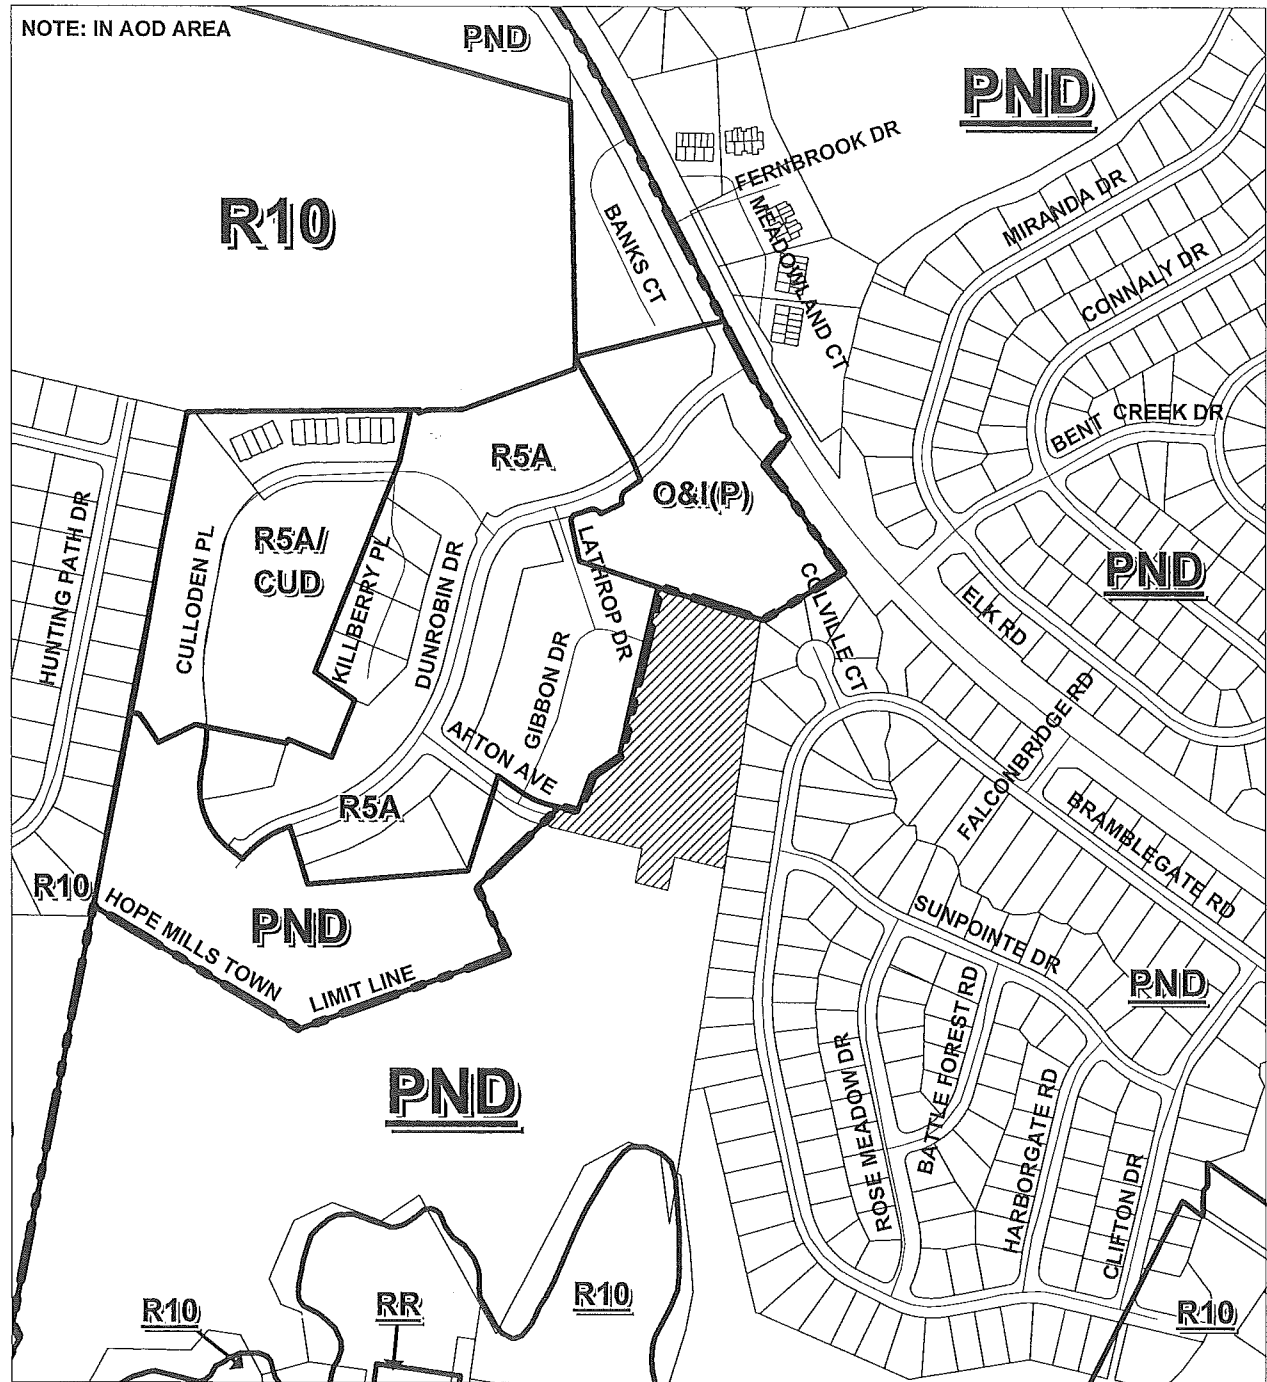 NOTE: IN AOD AREA
PND
PND
FERNBROOK DR
R10
MIRANDA DR
BANKS CT
MEADOWLAND CT
CONNALY DR
BENT CREEK DR
R5A
O&I(P)
HUNTING PATH DR
CULLODEN PL
R5A/
CUD
KILLBERRY PL
DUNROBIN DR
LATHROP DR
COLVILLE CT
PND
ELK RD
GIBBON DR
AFTON AVE
FALCONBRIDGE RD
R5A
BRAMBLEGATE RD
R10
HOPE MILLS TOWN LIMIT LINE
PND
SUNPOINTE DR
PND
BATTLE FOREST RD
ROSE MEADOW DR
HARBORGATE RD
PND
CLIFTON DR
R10
RR
R10
R10